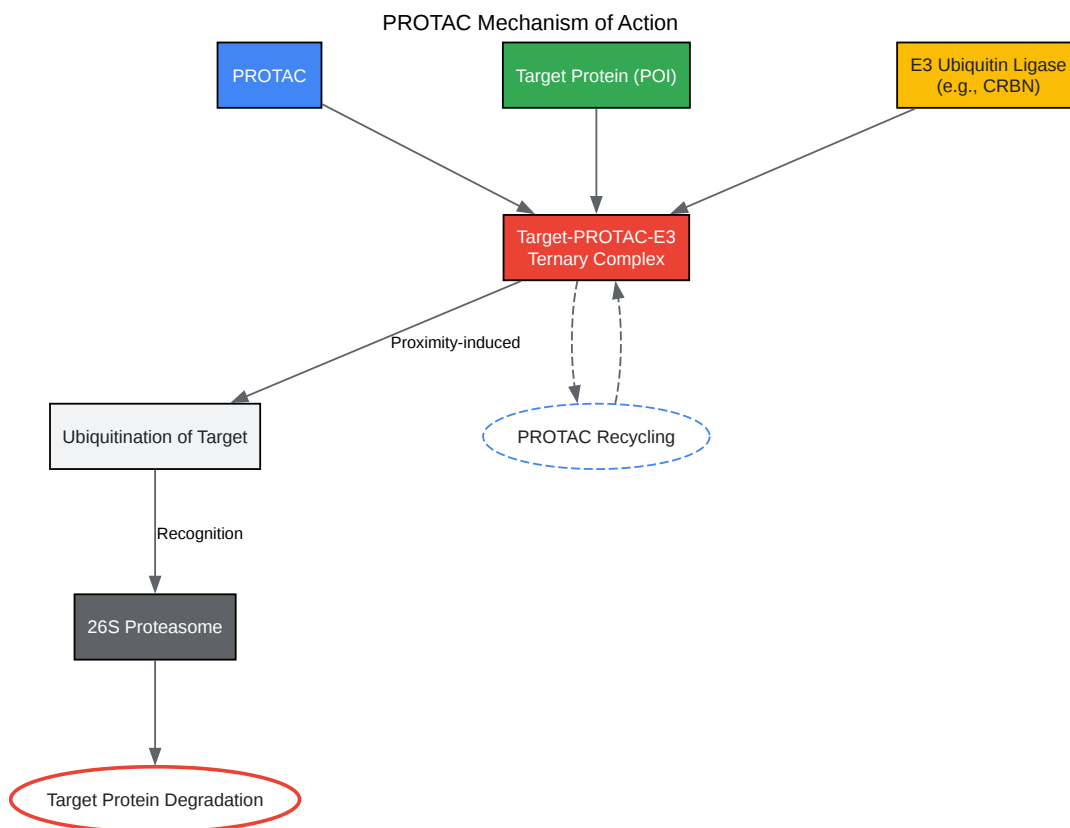 PROTAC Mechanism of Action
PROTAC
Target Protein (POI)
E3 Ubiquitin Ligase
(e.g., CRBN)
Target-PROTAC-E3
Ternary Complex
Proximity-induced
Ubiquitination of Target
PROTAC Recycling
Recognition
26S Proteasome
Target Protein Degradation